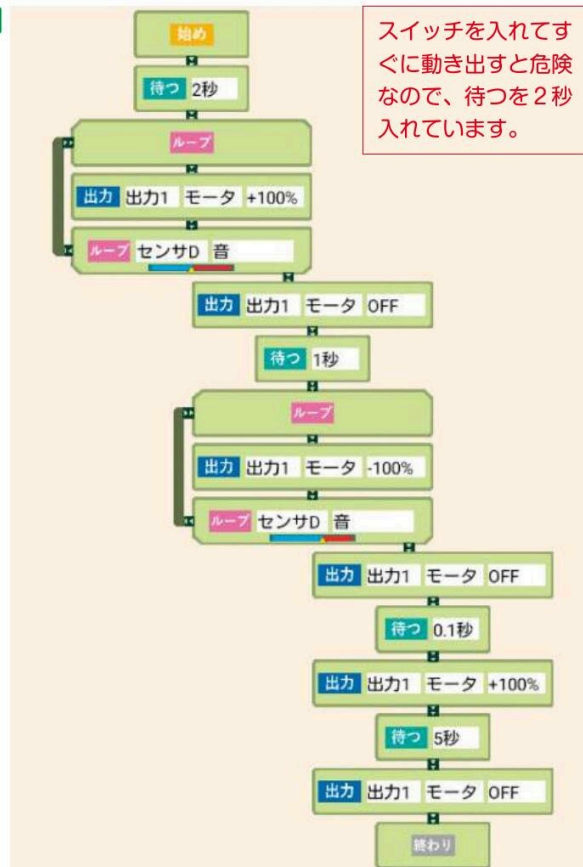 始め
スイッチを入れてす
ぐに動き出すと危険
なので、待つを2秒
入れています。
待つ 2秒
ループ
出力 出力1 モータ +100%
ループ センサD 音
出力 出力1 モータ OFF
待つ 1秒
ループ
出力 出力1 モータ -100%
ループ センサD 音
出力 出力1 モータ OFF
待つ 0.1秒
出力 出力1 モータ +100%
待つ 5秒
出力 出力1 モータ OFF
終わり